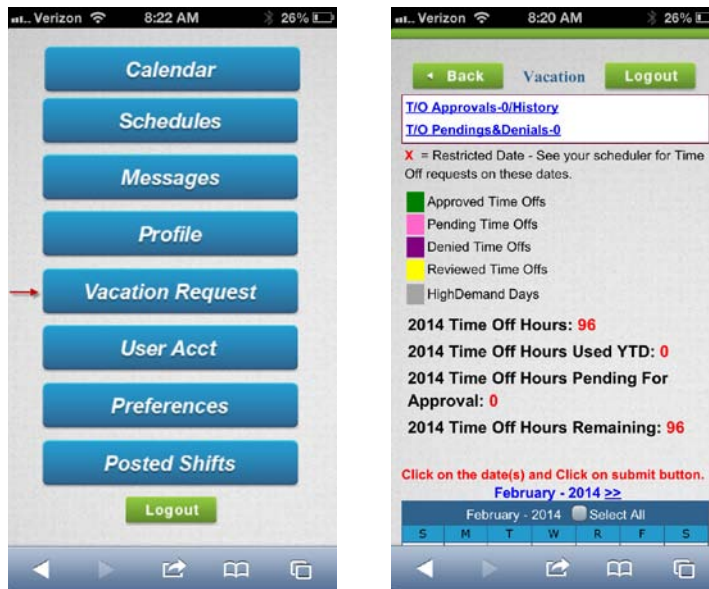 Verizon 8:22 AM 26%
Calendar
Schedules
Messages
Profile
Vacation Request
User Acct
Preferences
Posted Shifts
Logout
Verizon 8:20 AM 26%
Back Vacation Logout
T/O Approvals-0/History
T/O Pendings&Denials-0
X = Restricted Date - See your scheduler for Time
Off requests on these dates.
Approved Time Offs
Pending Time Offs
Denied Time Offs
Reviewed Time Offs
HighDemand Days
2014 Time Off Hours: 96
2014 Time Off Hours Used YTD: 0
2014 Time Off Hours Pending For
Approval: 0
2014 Time Off Hours Remaining: 96
Click on the date(s) and Click on submit button.
February - 2014 >>
February - 2014 Select All
S M T W R F S